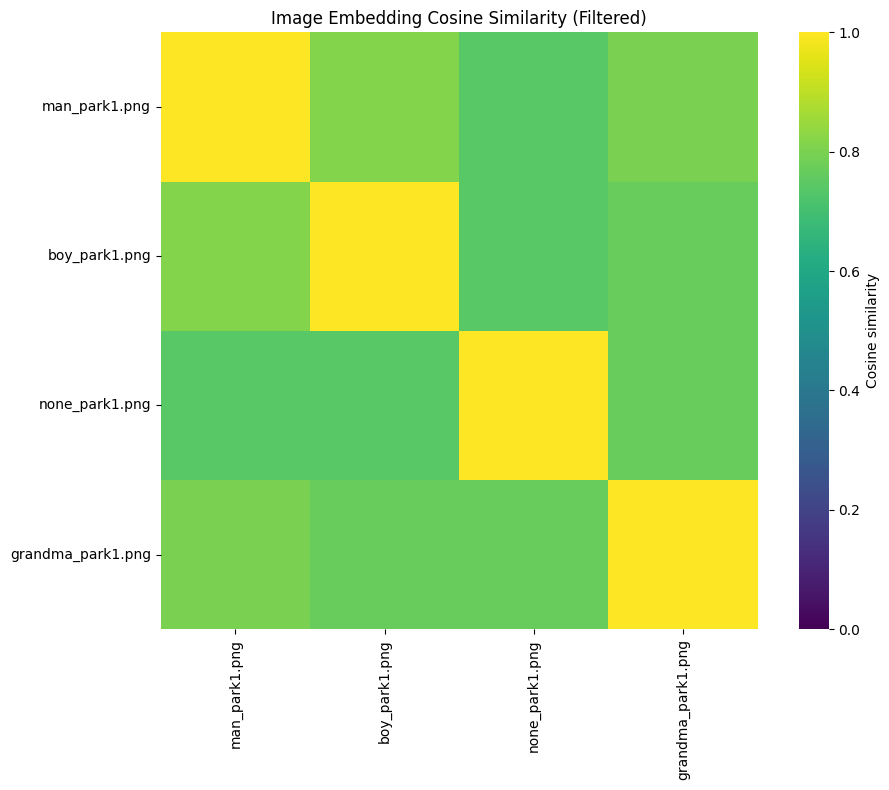 Image Embedding Cosine Similarity (Filtered)
man_park1.png
boy_park1.png
none_park1.png
grandma_park1.png
man_park1.png
boy_park1.png
none_park1.png
grandma_park1.png
1.0
0.8
0.6
0.4
0.2
0.0
Cosine similarity